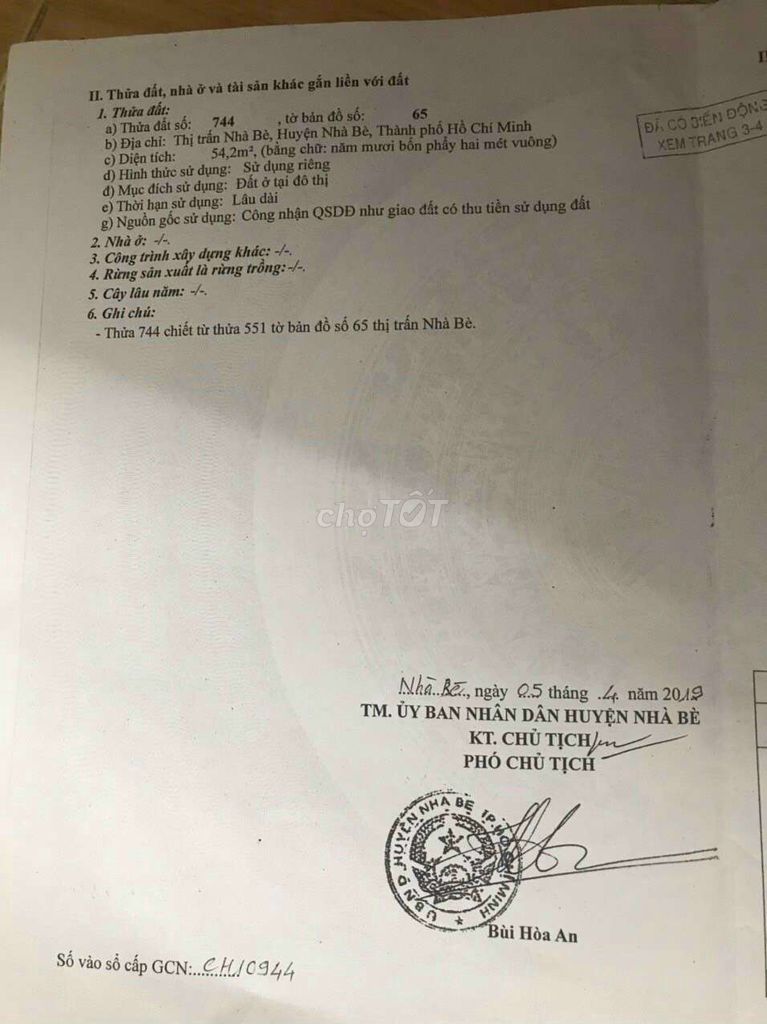 II. Thửa đất, nhà ở và tài sản khác gắn liền với đất
1. Thửa đất:
a) Thửa đất số: 744 , tờ bản đồ số: 65
b) Địa chỉ: Thị trấn Nhà Bè, Huyện Nhà Bè, Thành phố Hồ Chí Minh
c) Diện tích: 54,2m², (bằng chữ: năm mươi bốn phẩy hai mét vuông)
d) Hình thức sử dụng: Sử dụng riêng
đ) Mục đích sử dụng: Đất ở tại đô thị
e) Thời hạn sử dụng: Lâu dài
g) Nguồn gốc sử dụng: Công nhận QSDĐ như giao đất có thu tiền sử dụng đất
2. Nhà ở: -/-.
3. Công trình xây dựng khác: -/-.
4. Rừng sản xuất là rừng trồng: -/-.
5. Cây lâu năm: -/-.
6. Ghi chú:
- Thửa 744 chiết từ thửa 551 tờ bản đồ số 65 thị trấn Nhà Bè.
ĐÃ CÓ BIẾN ĐỘNG
XEM TRANG 3-4
chợTỐT
Nhà Bè, ngày 05 tháng 4 năm 2019
TM. ỦY BAN NHÂN DÂN HUYỆN NHÀ BÈ
KT. CHỦ TỊCH
PHÓ CHỦ TỊCH
U.B.N.D HUYỆN NHÀ BÈ T.P HỒ CHÍ MINH
Bùi Hòa An
Số vào sổ cấp GCN:.CH10944